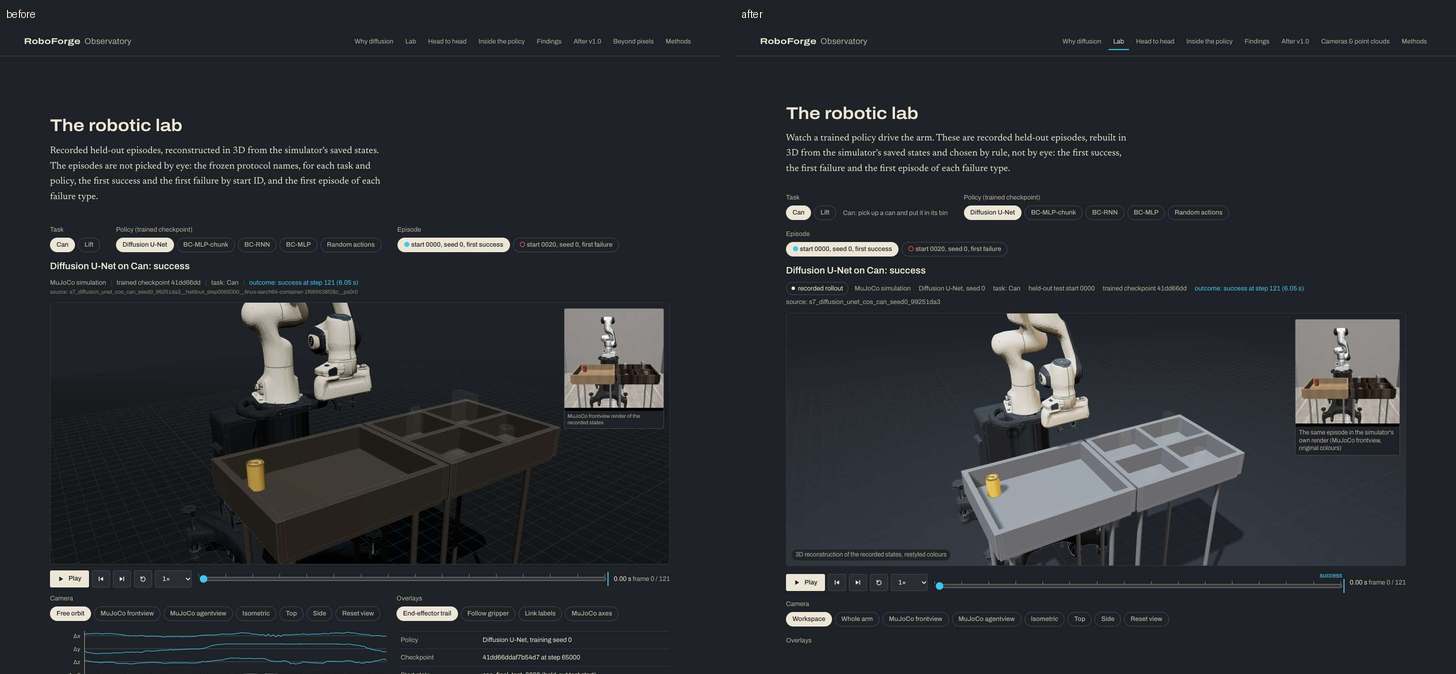 before
RoboForge Observatory
Why diffusion Lab Head to head Inside the policy Findings After v1.0 Beyond pixels Methods
The robotic lab
Recorded held-out episodes, reconstructed in 3D from the simulator's saved states.
The episodes are not picked by eye: the frozen protocol names, for each task and
policy, the first success and the first failure by start ID, and the first episode of each
failure type.
Task Policy (trained checkpoint) Episode
Can Lift Diffusion U-Net BC-MLP-chunk BC-RNN BC-MLP Random actions start 0000, seed 0, first success start 0020, seed 0, first failure
Diffusion U-Net on Can: success
MuJoCo simulation trained checkpoint 41dd66dd task: Can outcome: success at step 121 (6.05 s)
MuJoCo frontview render of the
recorded states
Play 1× 0.00 s frame 0 / 121
Camera Overlays
Free orbit MuJoCo frontview MuJoCo agentview Isometric Top Side Reset view End-effector trail Follow gripper Link labels MuJoCo axes
Δx
Δy
Δz
Policy Diffusion U-Net, training seed 0
Checkpoint 41dd66ddaf7b54d7 at step 65000
after
RoboForge Observatory
Why diffusion Lab Head to head Inside the policy Findings After v1.0 Cameras & point clouds Methods
The robotic lab
Watch a trained policy drive the arm. These are recorded held-out episodes, rebuilt in
3D from the simulator's saved states and chosen by rule, not by eye: the first success,
the first failure and the first episode of each failure type.
Task Policy (trained checkpoint)
Can Lift Can: pick up a can and put it in its bin Diffusion U-Net BC-MLP-chunk BC-RNN BC-MLP Random actions
Episode
start 0000, seed 0, first success start 0020, seed 0, first failure
Diffusion U-Net on Can: success
recorded rollout MuJoCo simulation Diffusion U-Net, seed 0 task: Can held-out test start 0000 trained checkpoint 41dd66dd outcome: success at step 121 (6.05 s)
source: s7_diffusion_unet_cos_can_seed0_99251da3
The same episode in the simulator's
own render (MuJoCo frontview,
original colours)
3D reconstruction of the recorded states, restyled colours
success
Play 1× 0.00 s frame 0 / 121
Camera
Workspace Whole arm MuJoCo frontview MuJoCo agentview Isometric Top Side Reset view
Overlays